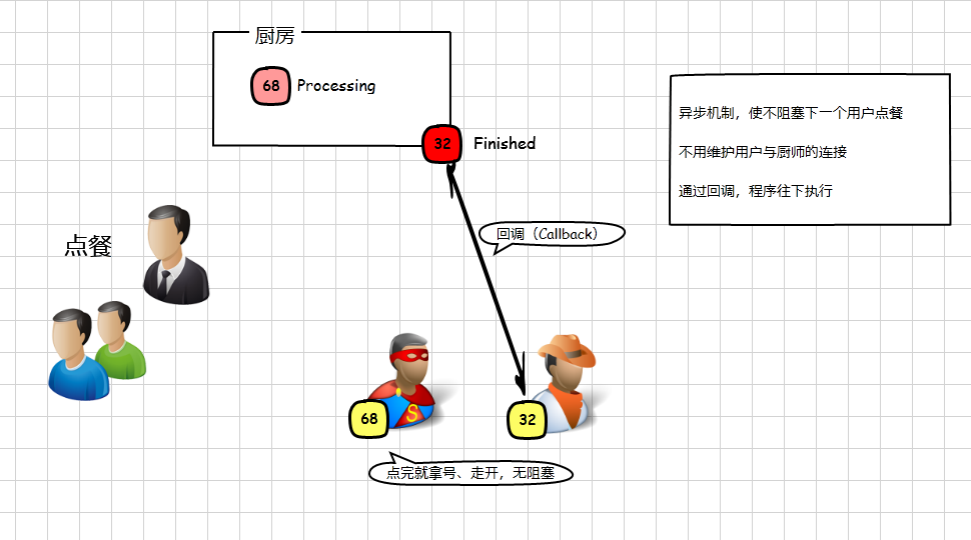 厨房
68 Processing
32 Finished
异步机制，使不阻塞下一个用户点餐
不用维护用户与厨师的连接
通过回调，程序往下执行
点餐
回调（Callback）
S
68
32
点完就拿号、走开，无阻塞